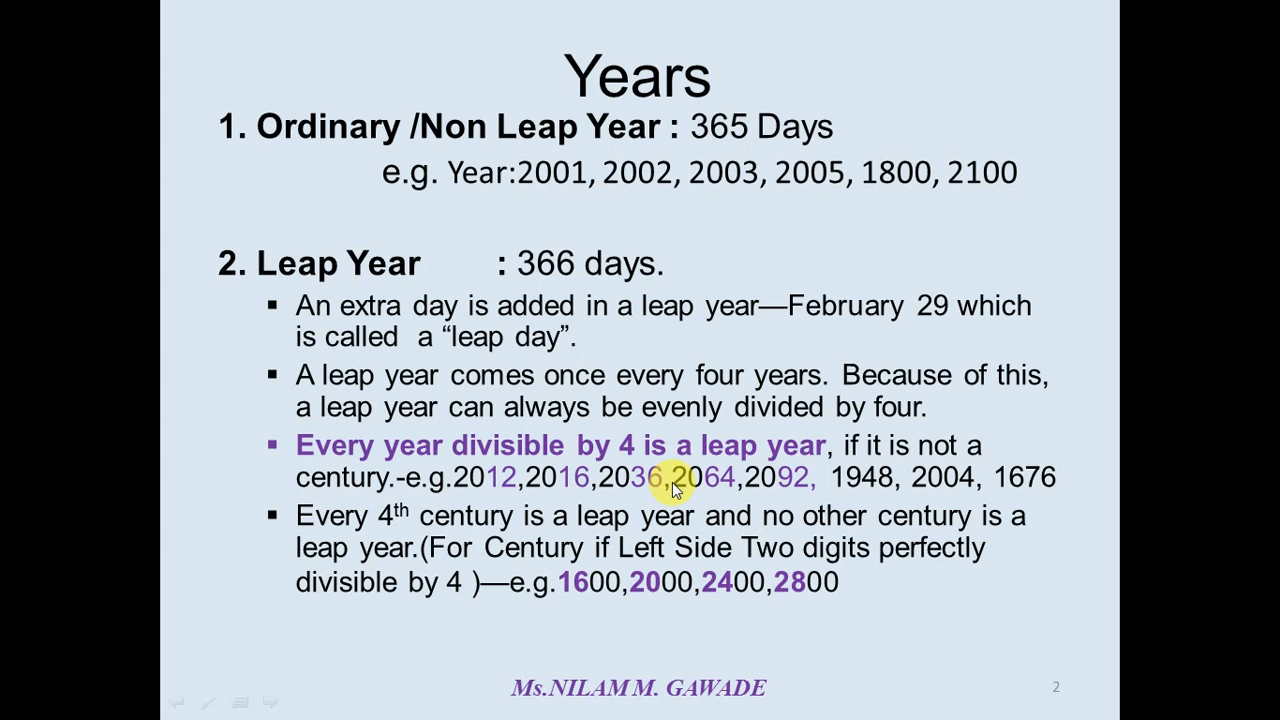 Years
1. Ordinary /Non Leap Year : 365 Days
e.g. Year:2001, 2002, 2003, 2005, 1800, 2100
2. Leap Year : 366 days.
▪ An extra day is added in a leap year—February 29 which
is called a “leap day”.
▪ A leap year comes once every four years. Because of this,
a leap year can always be evenly divided by four.
▪ Every year divisible by 4 is a leap year, if it is not a
century.-e.g.2012,2016,2036,2064,2092, 1948, 2004, 1676
▪ Every 4th century is a leap year and no other century is a
leap year.(For Century if Left Side Two digits perfectly
divisible by 4 )—e.g.1600,2000,2400,2800
Ms.NILAM M. GAWADE
2